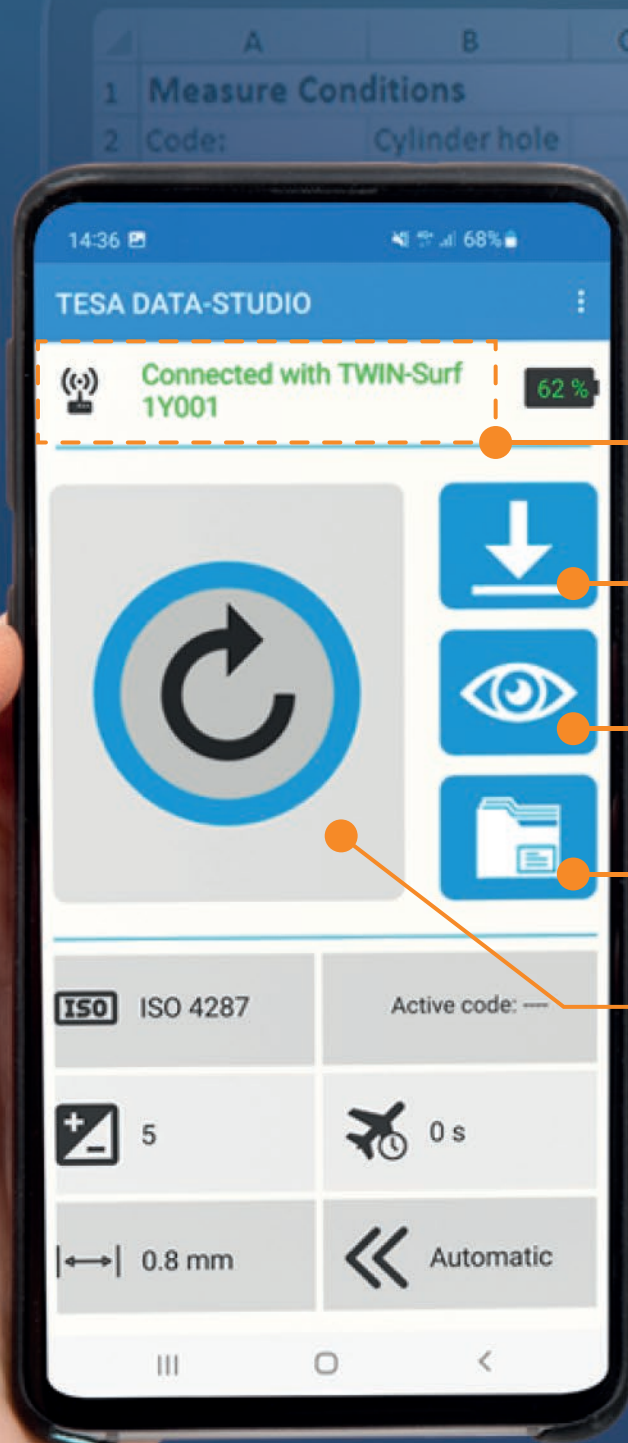 A B C
1 Measure Conditions
2 Code: Cylinder hole
14:36 68%
TESA DATA-STUDIO
Connected with TWIN-Surf
1Y001
62 %
ISO ISO 4287
Active code: ----
5
0 s
0.8 mm
Automatic